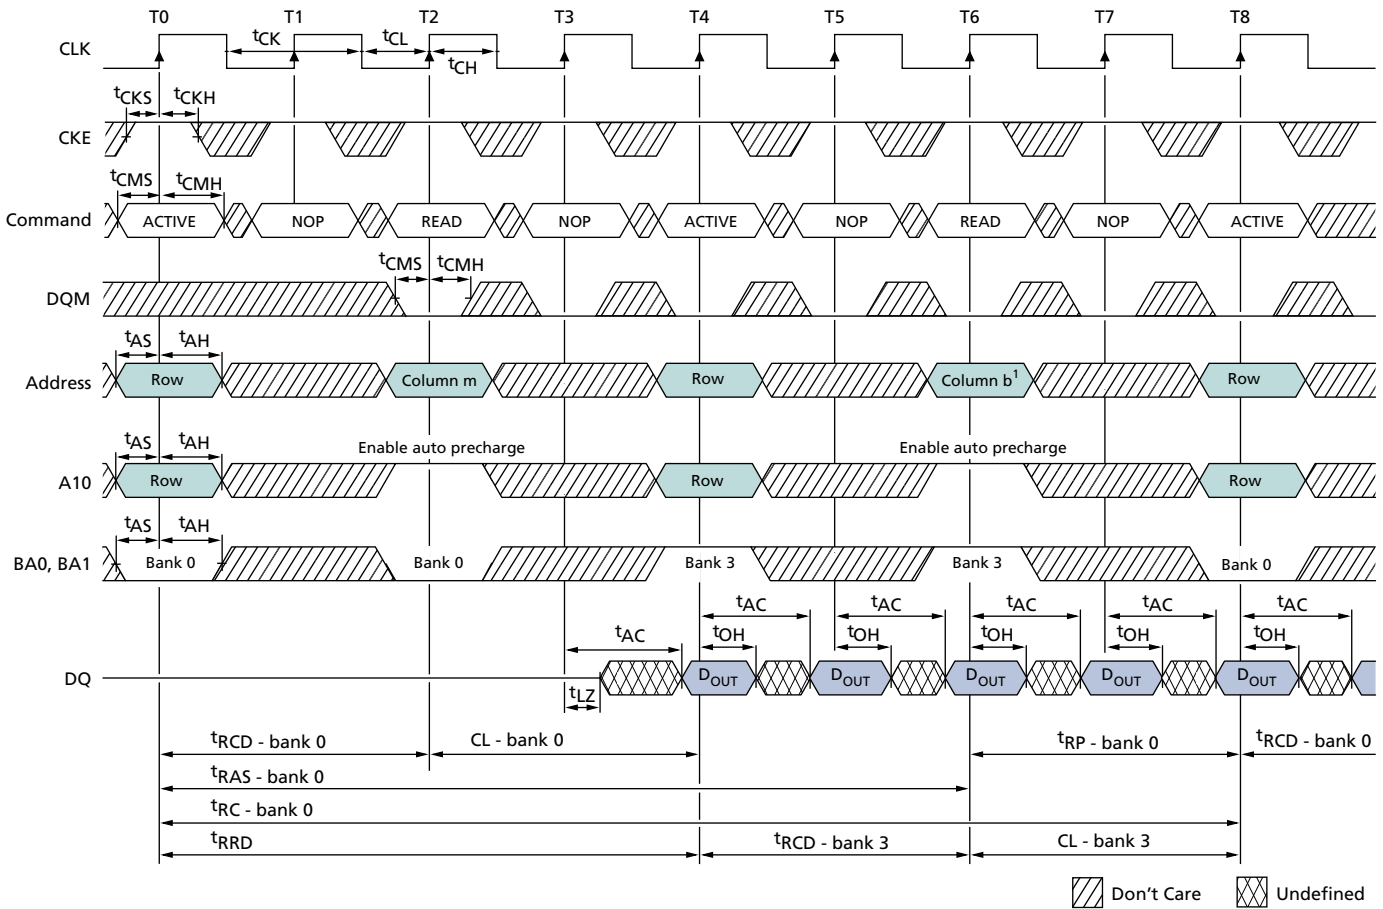 T0 T1 T2 T3 T4 T5 T6 T7 T8
CLK
tCK tCL
tCH
tCKS tCKH
CKE
tCMS tCMH
Command ACTIVE NOP READ NOP ACTIVE NOP READ NOP ACTIVE
tCMS tCMH
DQM
tAS tAH
Address Row Column m Row Column b1 Row
tAS tAH Enable auto precharge Enable auto precharge
A10 Row Row Row
tAS tAH
BA0, BA1 Bank 0 Bank 0 Bank 3 Bank 3 Bank 0
tAC tAC tAC tAC tAC
tAC tOH tOH tOH tOH tOH
DQ DOUT DOUT DOUT DOUT DOUT
tLZ
tRCD - bank 0 CL - bank 0 tRP - bank 0 tRCD - bank 0
tRAS - bank 0
tRC - bank 0
tRRD tRCD - bank 3 CL - bank 3
Don't Care Undefined